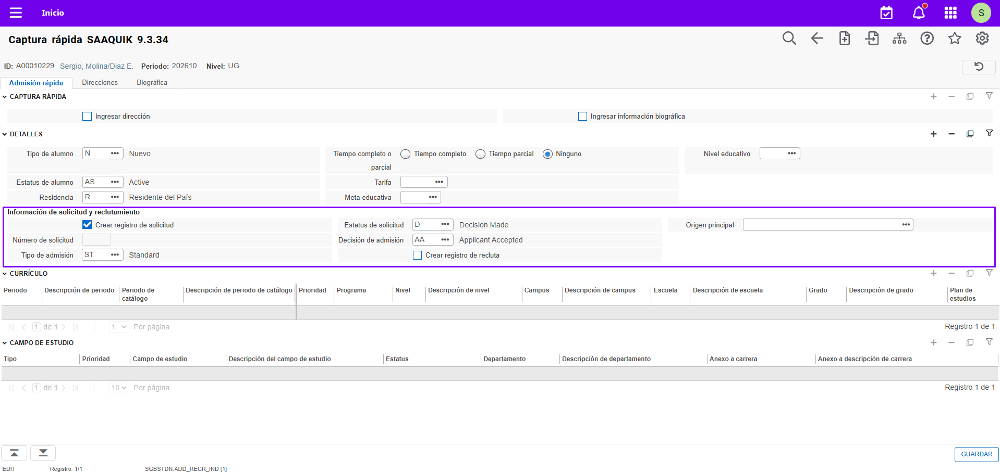 Inicio
S
Captura rápida SAAQUIK 9.3.34
ID: A00010229 Sergio, Molina/Diaz E. Periodo: 202610 Nivel: UG
Admisión rápida Direcciones Biográfica
CAPTURA RÁPIDA
Ingresar dirección Ingresar información biográfica
DETALLES
Tipo de alumno N ••• Nuevo Tiempo completo o parcial Tiempo completo Tiempo parcial Ninguno Nivel educativo •••
Estatus de alumno AS ••• Active Tarifa •••
Residencia R ••• Residente del País Meta educativa •••
Información de solicitud y reclutamiento
Crear registro de solicitud Estatus de solicitud D ••• Decision Made Origen principal •••
Número de solicitud Decisión de admisión AA ••• Applicant Accepted
Tipo de admisión ST ••• Standard Crear registro de recluta
CURRÍCULO
Periodo Descripción de periodo Periodo de catálogo Descripción de periodo de catálogo Prioridad Programa Nivel Descripción de nivel Campus Descripción de campus Escuela Descripción de escuela Grado Descripción de grado Plan de estudios
1 de 1 1 Por página Registro 1 de 1
CAMPO DE ESTUDIO
Tipo Prioridad Campo de estudio Descripción del campo de estudio Estatus Departamento Descripción de departamento Anexo a carrera Anexo a descripción de carrera
1 de 1 10 Por página Registro 1 de 1
GUARDAR
EDIT Registro: 1/1 SGBSTDN.ADD_RECR_IND [1]